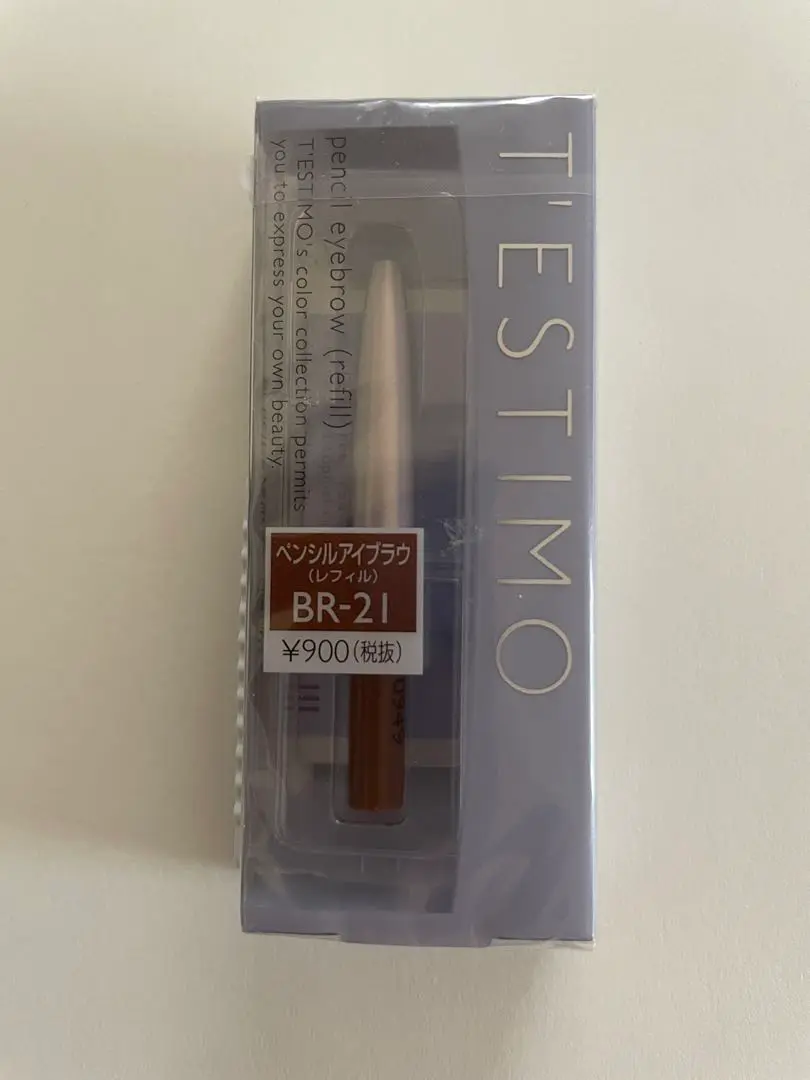 T'ESTIMO
pencil eyebrow (refill)
T'ESTIMO's color collection permits
you to express your own beauty.
ペンシルアイブラウ
(レフィル)
BR-21
¥900(税抜)